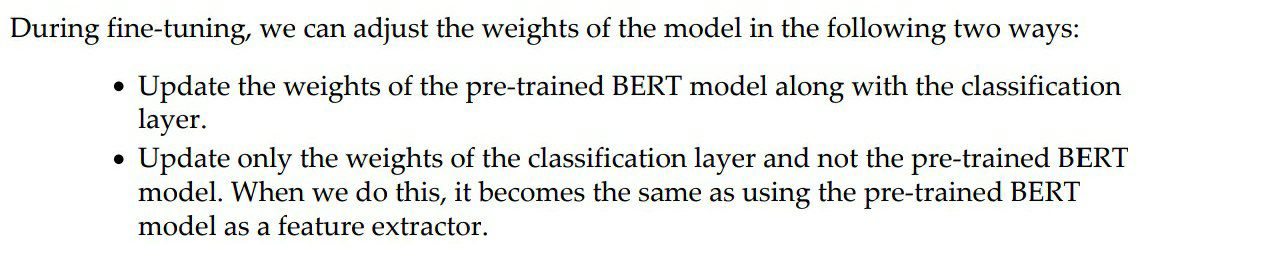 During fine-tuning, we can adjust the weights of the model in the following two ways:
• Update the weights of the pre-trained BERT model along with the classification
layer.
• Update only the weights of the classification layer and not the pre-trained BERT
model. When we do this, it becomes the same as using the pre-trained BERT
model as a feature extractor.